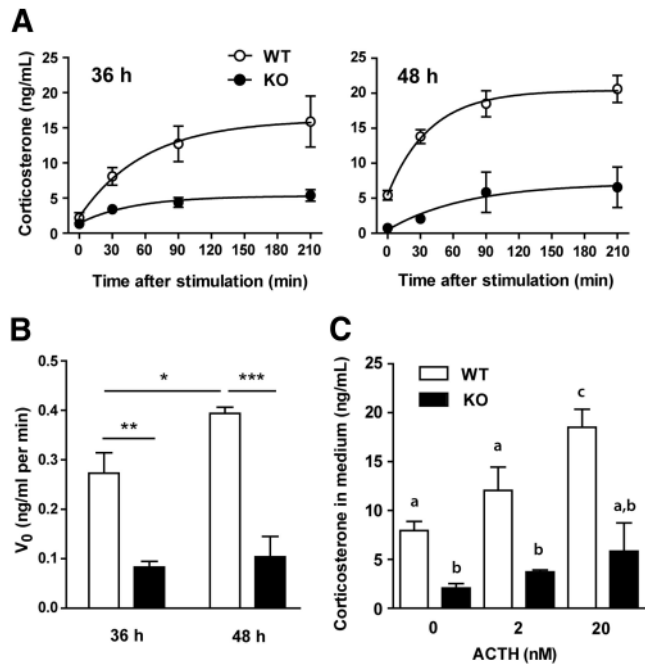 A
36 h
WT
KO
48 h
Corticosterone (ng/mL)
25
20
15
10
5
0
0 30 60 90 120 150 180 210
Time after stimulation (min)
25
20
15
10
5
0
0 30 60 90 120 150 180 210
Time after stimulation (min)
B
V0 (ng/ml per min)
0.5
0.4
0.3
0.2
0.1
0.0
*
***
**
36 h
48 h
C
WT
KO
Corticosterone in medium (ng/mL)
25
20
15
10
5
0
a
b
a
b
c
a,b
0 2 20
ACTH (nM)